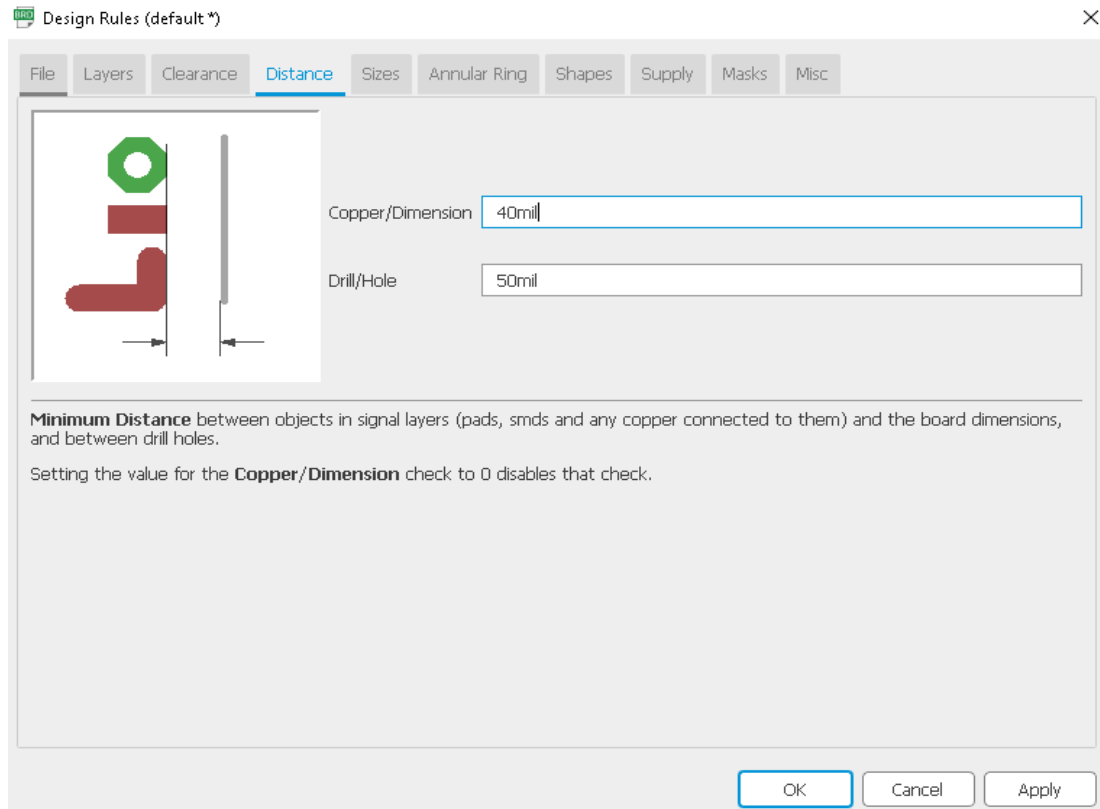 BRD
Design Rules (default *)
File Layers Clearance Distance Sizes Annular Ring Shapes Supply Masks Misc
Copper/Dimension 40mil
Drill/Hole 50mil
Minimum Distance between objects in signal layers (pads, smds and any copper connected to them) and the board dimensions,
and between drill holes.
Setting the value for the Copper/Dimension check to 0 disables that check.
OK Cancel Apply